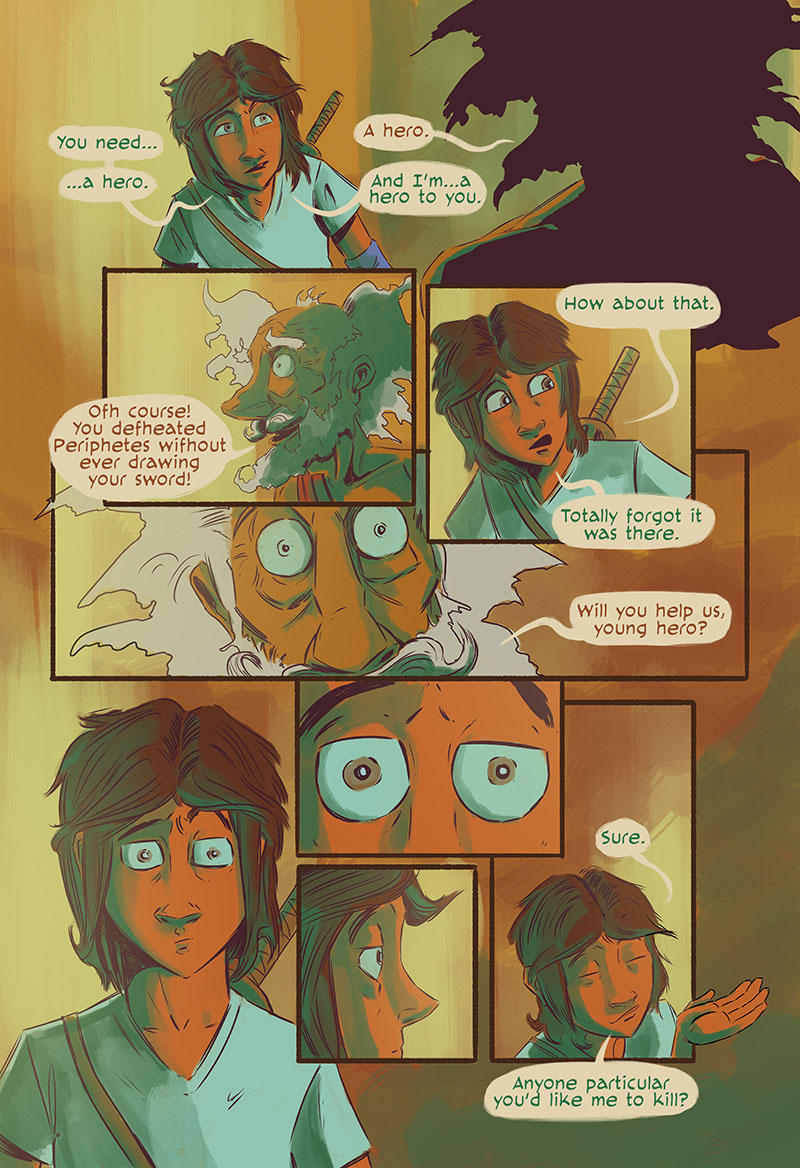 You need...
...a hero.
A hero.
And I'm...a
hero to you.
Ofh course!
You defheated
Periphetes wifhout
ever drawing
your sword!
How about that.
Totally forgot it
was there.
Will you help us,
young hero?
Sure.
Anyone particular
you'd like me to kill?